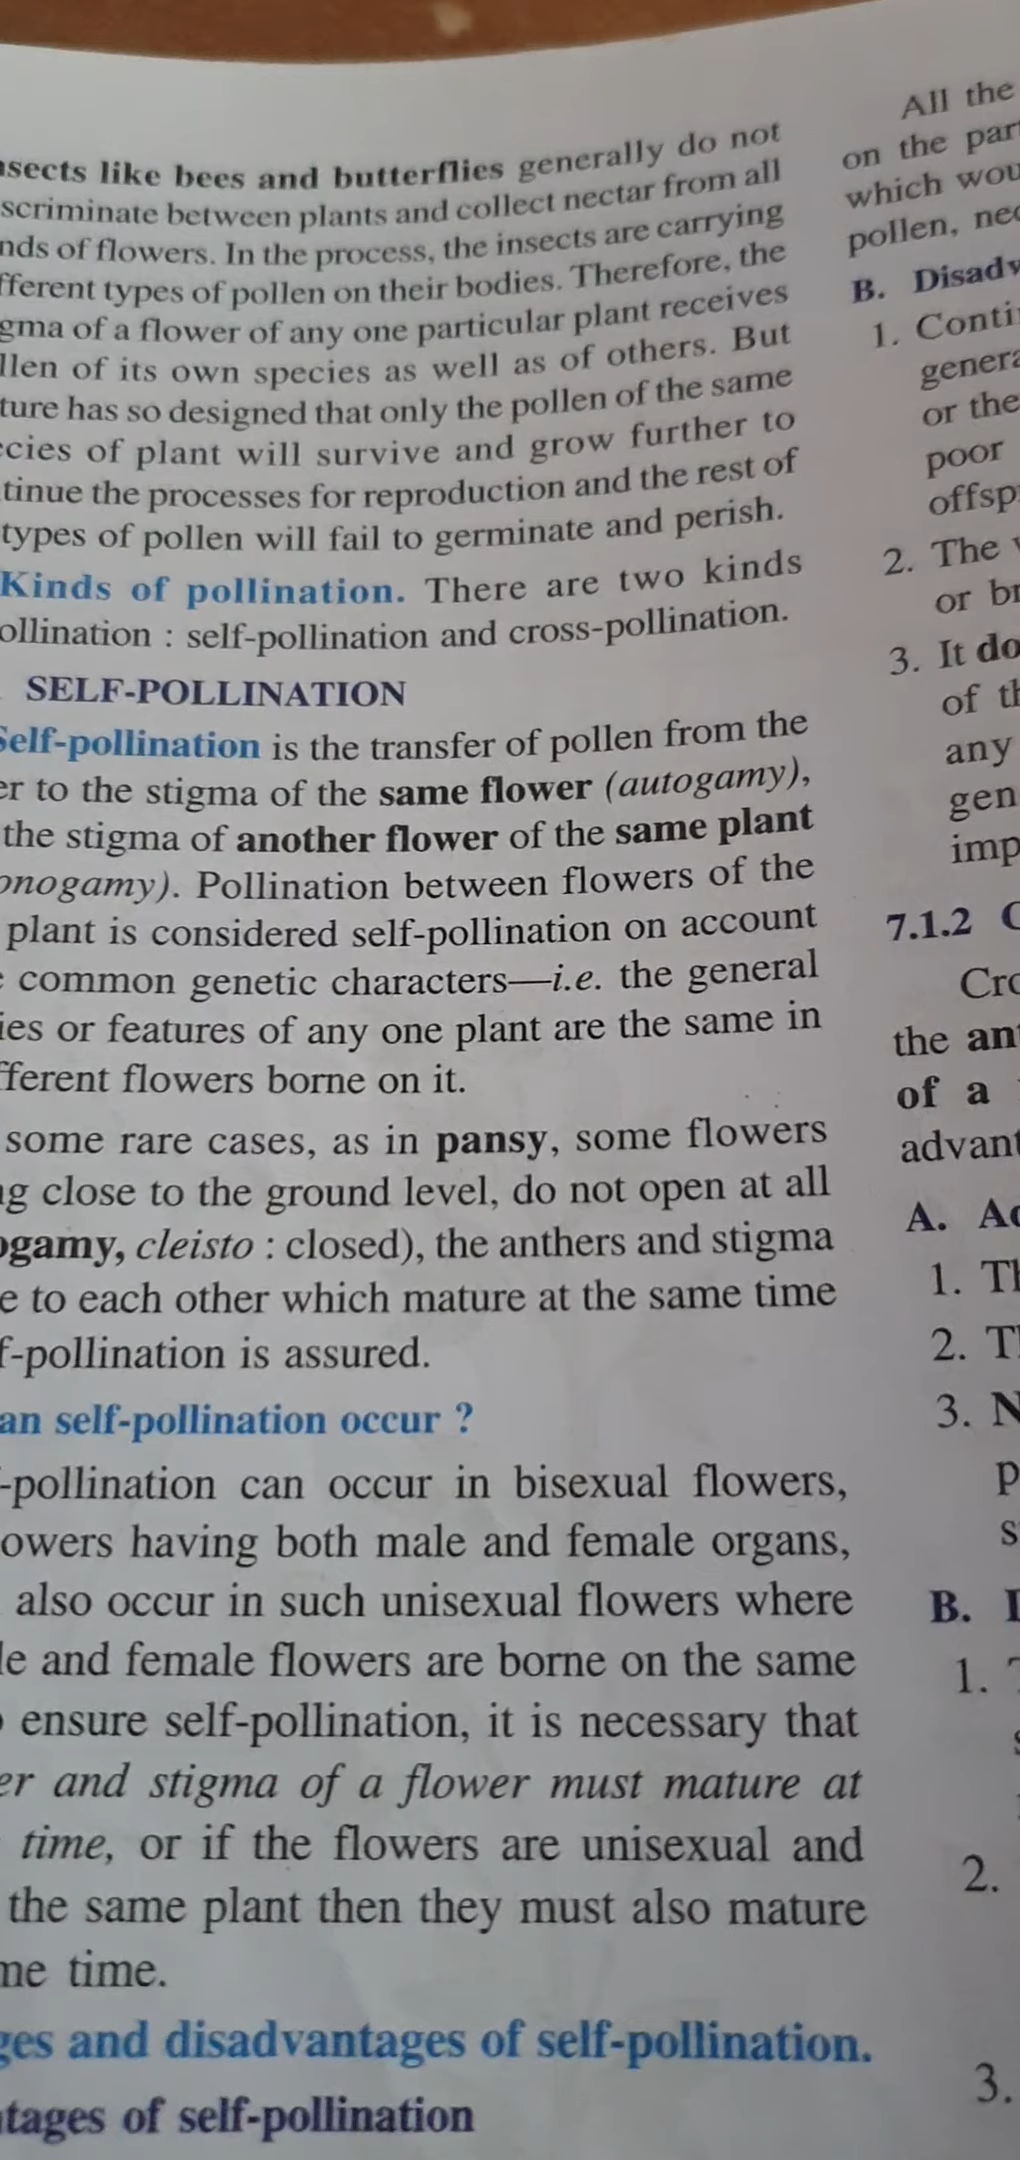 insects like bees and butterflies generally do not
scriminate between plants and collect nectar from all
nds of flowers. In the process, the insects are carrying
fferent types of pollen on their bodies. Therefore, the
gma of a flower of any one particular plant receives
llen of its own species as well as of others. But
ture has so designed that only the pollen of the same
cies of plant will survive and grow further to
tinue the processes for reproduction and the rest of
types of pollen will fail to germinate and perish.
Kinds of pollination. There are two kinds
ollination : self-pollination and cross-pollination.
SELF-POLLINATION
Self-pollination is the transfer of pollen from the
er to the stigma of the same flower (autogamy),
the stigma of another flower of the same plant
onogamy). Pollination between flowers of the
plant is considered self-pollination on account
common genetic characters—i.e. the general
ies or features of any one plant are the same in
fferent flowers borne on it.
some rare cases, as in pansy, some flowers
ng close to the ground level, do not open at all
ogamy, cleisto : closed), the anthers and stigma
e to each other which mature at the same time
f-pollination is assured.
an self-pollination occur ?
-pollination can occur in bisexual flowers,
owers having both male and female organs,
also occur in such unisexual flowers where
le and female flowers are borne on the same
ensure self-pollination, it is necessary that
er and stigma of a flower must mature at
time, or if the flowers are unisexual and
the same plant then they must also mature
me time.
ges and disadvantages of self-pollination.
tages of self-pollination
All the
on the part
which wou
pollen, nec
B. Disadv
1. Conti
genera
or the
poor
offsp
2. The
or br
3. It do
of th
any
gen
imp
7.1.2 C
Cro
the ant
of a
advant
A. Ad
1. Th
2. T
3. N
p
s
B.
1.
2.
3.